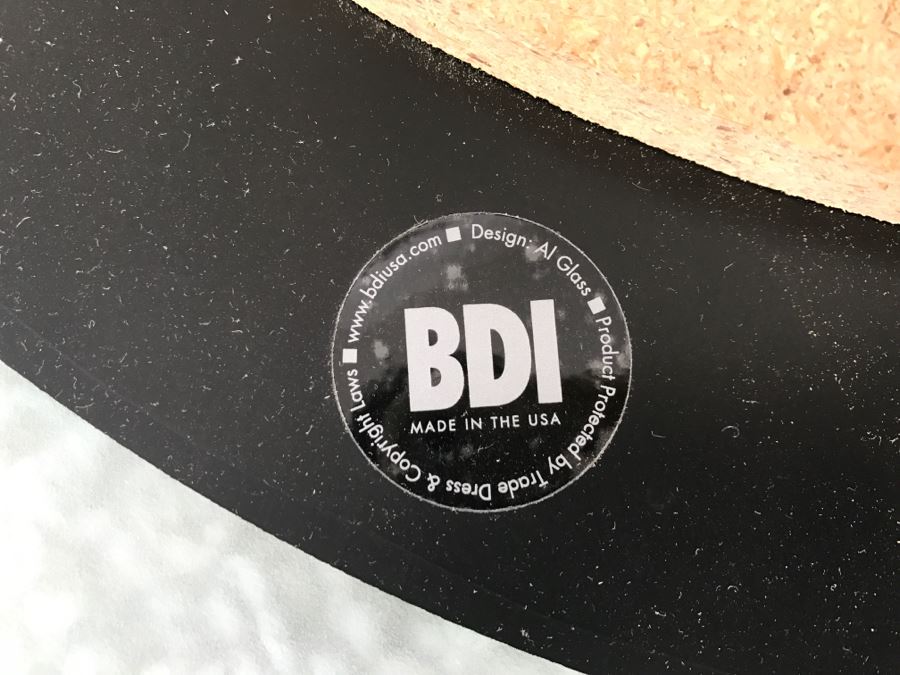 BDI
MADE IN THE USA
■ www.bdiusa.com ■ Design: Al Glass ■ Product Protected by Trade Dress & Copyright Laws